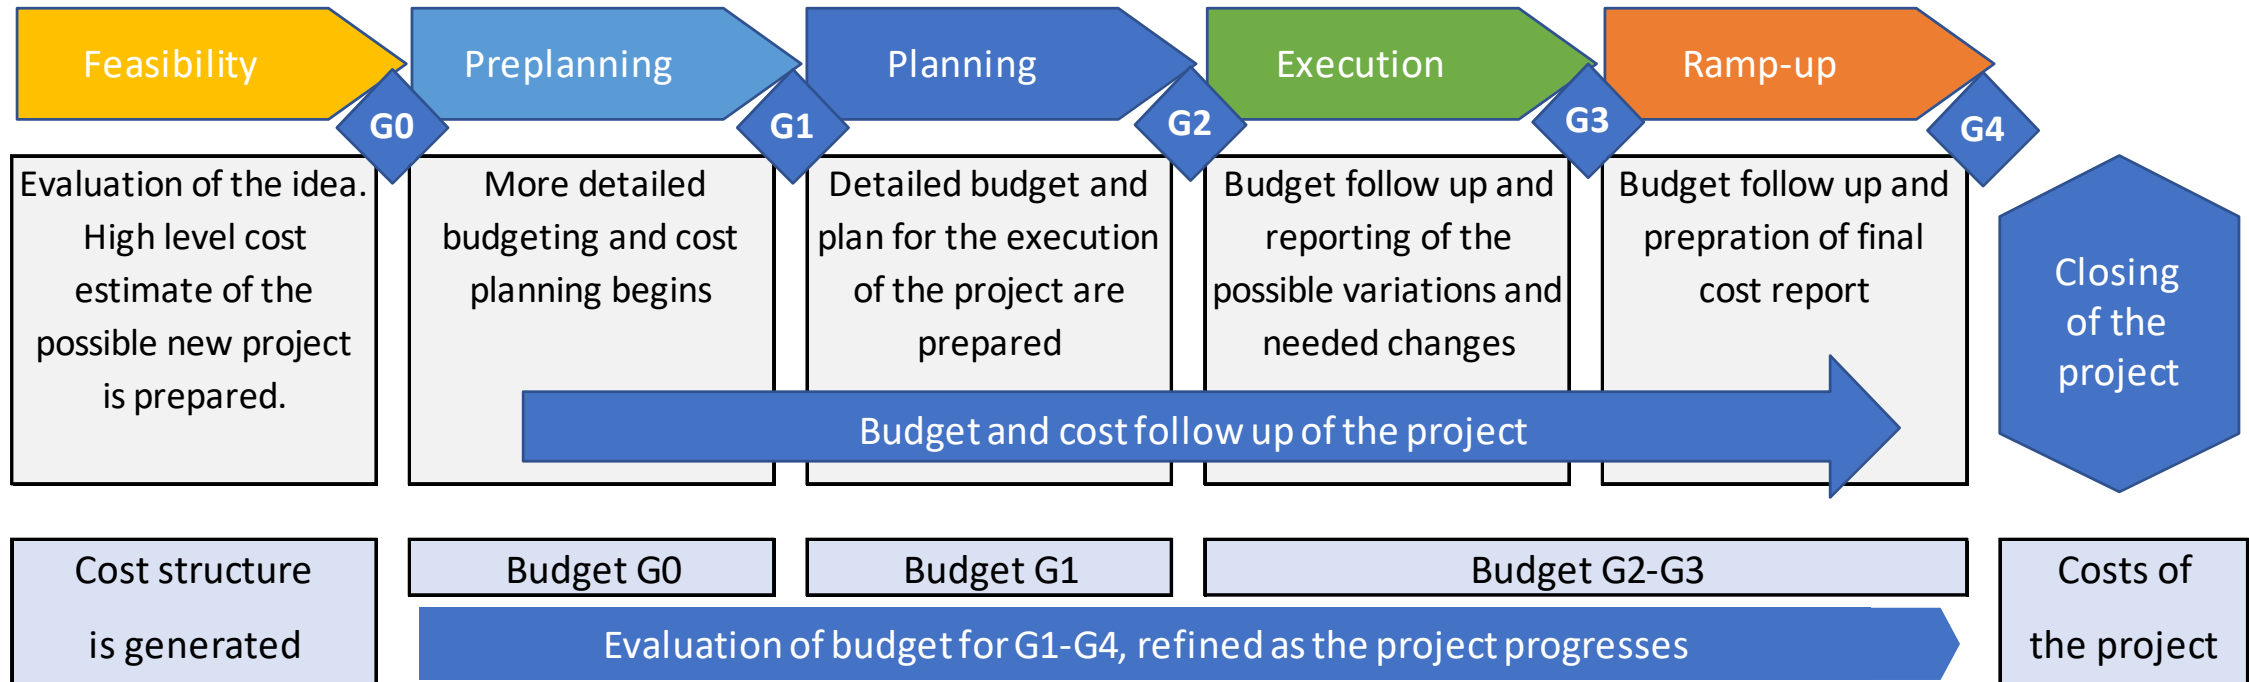 Feasibility
Preplanning
Planning
Execution
Ramp-up
G0
G1
G2
G3
G4
Evaluation of the idea.
High level cost
estimate of the
possible new project
is prepared.
More detailed
budgeting and cost
planning begins
Detailed budget and
plan for the execution
of the project are
prepared
Budget follow up and
reporting of the
possible variations and
needed changes
Budget follow up and
prepration of final
cost report
Closing
of the
project
Budget and cost follow up of the project
Cost structure
is generated
Budget G0
Budget G1
Budget G2-G3
Evaluation of budget for G1-G4, refined as the project progresses
Costs of
the project